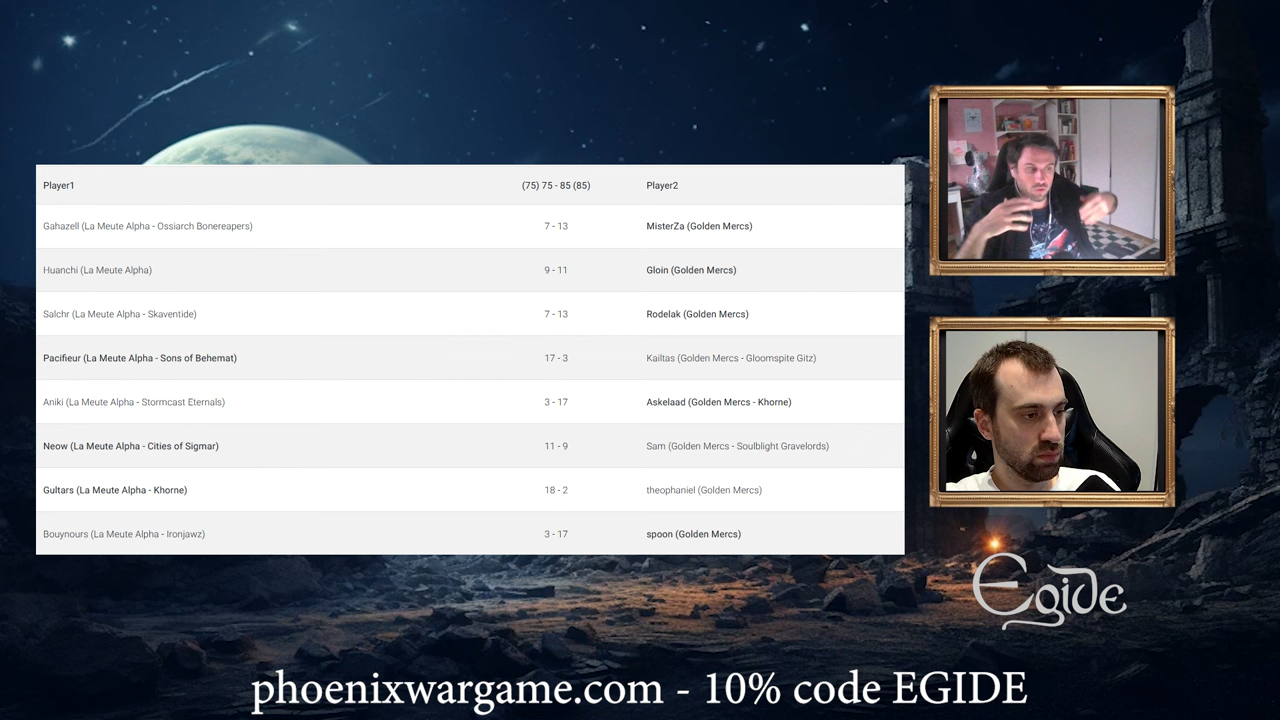 Player1 (75) 75 - 85 (85) Player2
Gahazell (La Meute Alpha - Ossiarch Bonereapers) 7 - 13 MisterZa (Golden Mercs)
Huanchi (La Meute Alpha) 9 - 11 Gloin (Golden Mercs)
Salchr (La Meute Alpha - Skaventide) 7 - 13 Rodelak (Golden Mercs)
Pacifieur (La Meute Alpha - Sons of Behemat) 17 - 3 Kailtas (Golden Mercs - Gloomspite Gitz)
Aniki (La Meute Alpha - Stormcast Eternals) 3 - 17 Askelaad (Golden Mercs - Khorne)
Neow (La Meute Alpha - Cities of Sigmar) 11 - 9 Sam (Golden Mercs - Soulblight Gravelords)
Gultars (La Meute Alpha - Khorne) 18 - 2 theophaniel (Golden Mercs)
Bouynours (La Meute Alpha - Ironjawz) 3 - 17 spoon (Golden Mercs)
Egide
phoenixwargame.com - 10% code EGIDE